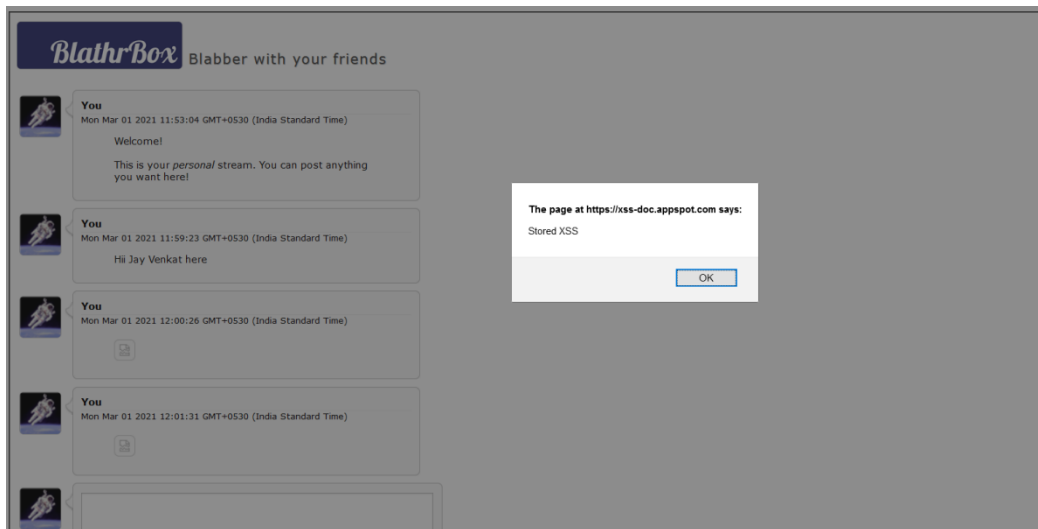 BlathrBox Blabber with your friends
You
Mon Mar 01 2021 11:53:04 GMT+0530 (India Standard Time)
Welcome!
This is your personal stream. You can post anything
you want here!
You
Mon Mar 01 2021 11:59:23 GMT+0530 (India Standard Time)
Hii Jay Venkat here
You
Mon Mar 01 2021 12:00:26 GMT+0530 (India Standard Time)
You
Mon Mar 01 2021 12:01:31 GMT+0530 (India Standard Time)
The page at https://xss-doc.appspot.com says:
Stored XSS
OK